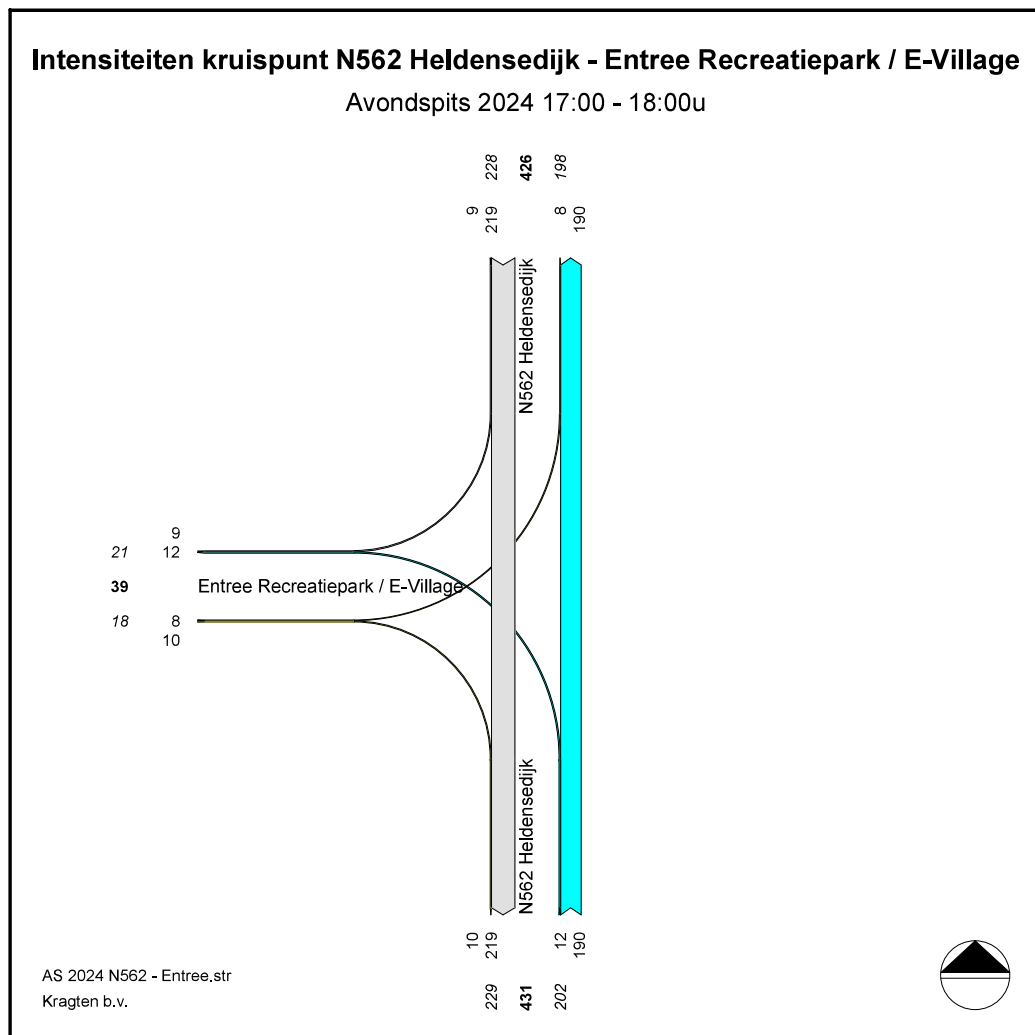 Intensiteiten kruispunt N562 Heldensedijk - Entree Recreatiepark / E-Village
Avondspits 2024 17:00 - 18:00u
228 426 198
9 219 8 190
N562 Heldensedijk
9
21 12
39 Entree Recreatiepark / E-Village
18 8
10
N562 Heldensedijk
10 219 12 190
229 431 202
AS 2024 N562 - Entree.str
Kragten b.v.